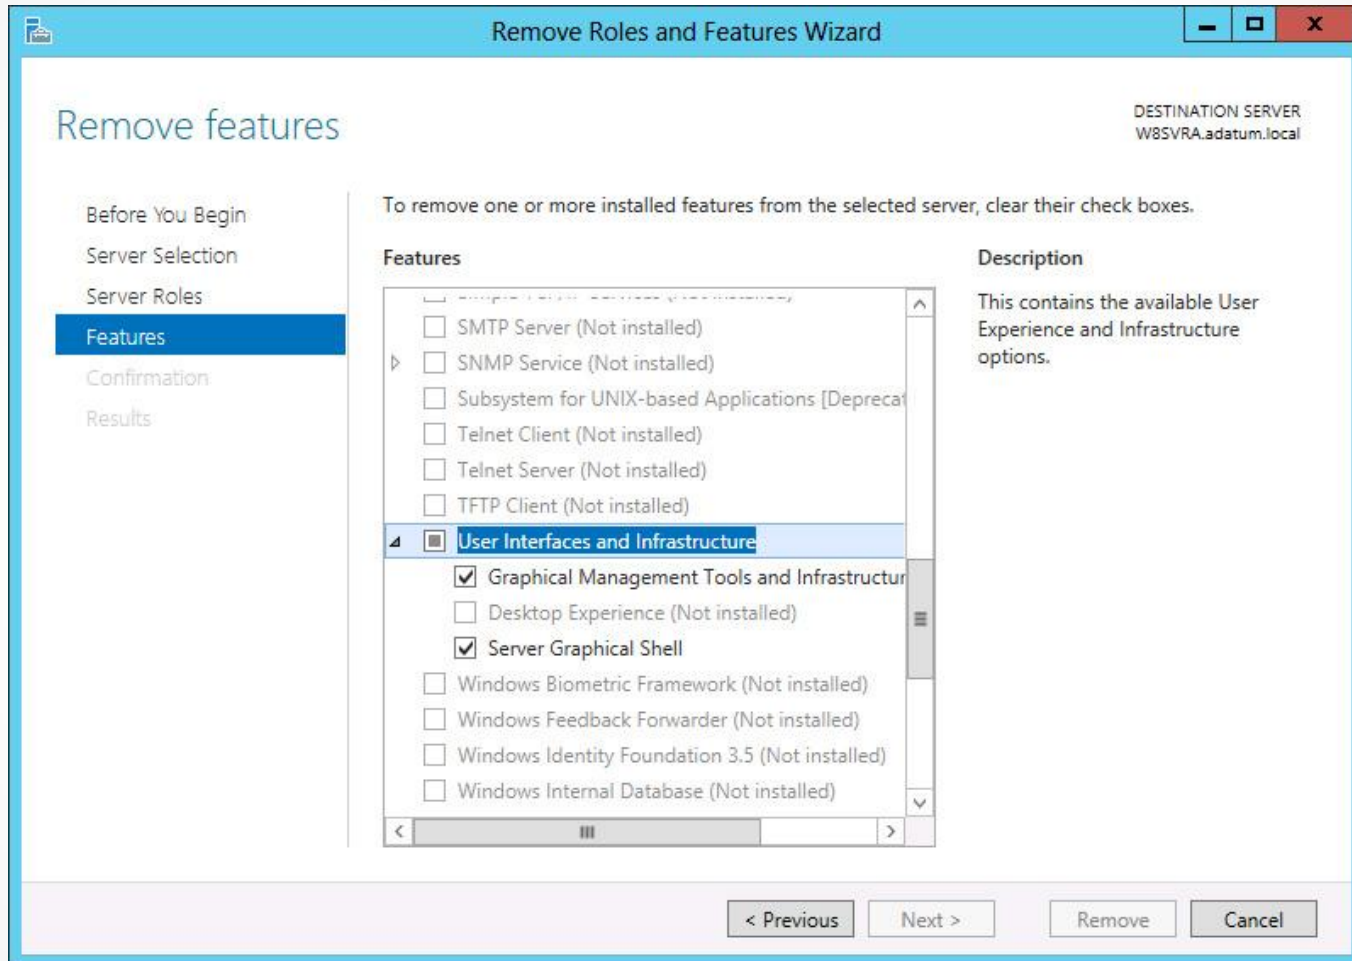 Remove Roles and Features Wizard
Remove features
DESTINATION SERVER
W8SVRA.adatum.local
Before You Begin
Server Selection
Server Roles
Features
Confirmation
Results
To remove one or more installed features from the selected server, clear their check boxes.
Features
SMTP Server (Not installed)
SNMP Service (Not installed)
Subsystem for UNIX-based Applications [Deprecat
Telnet Client (Not installed)
Telnet Server (Not installed)
TFTP Client (Not installed)
User Interfaces and Infrastructure
Graphical Management Tools and Infrastructur
Desktop Experience (Not installed)
Server Graphical Shell
Windows Biometric Framework (Not installed)
Windows Feedback Forwarder (Not installed)
Windows Identity Foundation 3.5 (Not installed)
Windows Internal Database (Not installed)
Description
This contains the available User
Experience and Infrastructure
options.
< Previous
Next >
Remove
Cancel